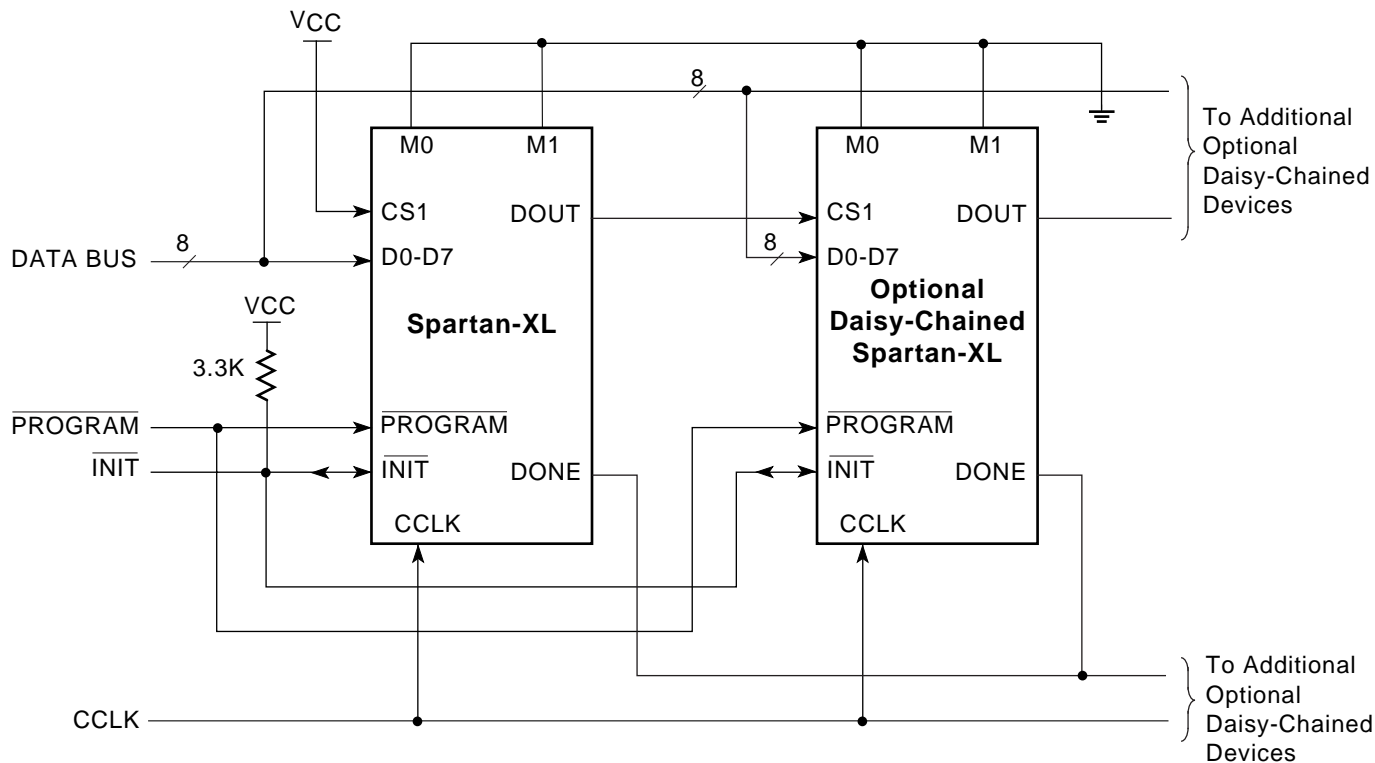 VCC
8
M0
M1
M0
M1
To Additional
Optional
Daisy-Chained
Devices
CS1
DOUT
CS1
DOUT
DATA BUS
8
D0-D7
8
D0-D7
VCC
Spartan-XL
Optional
Daisy-Chained
Spartan-XL
3.3K
PROGRAM
PROGRAM
PROGRAM
INIT
INIT
DONE
INIT
DONE
CCLK
CCLK
To Additional
Optional
Daisy-Chained
Devices
CCLK